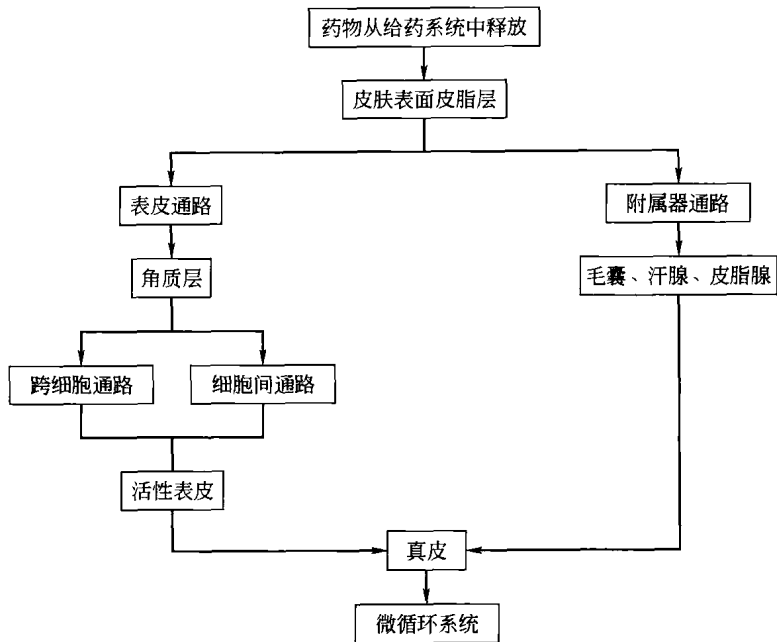 药物从给药系统中释放
皮肤表面皮脂层
表皮通路
附属器通路
角质层
毛囊、汗腺、皮脂腺
跨细胞通路
细胞间通路
活性表皮
真皮
微循环系统